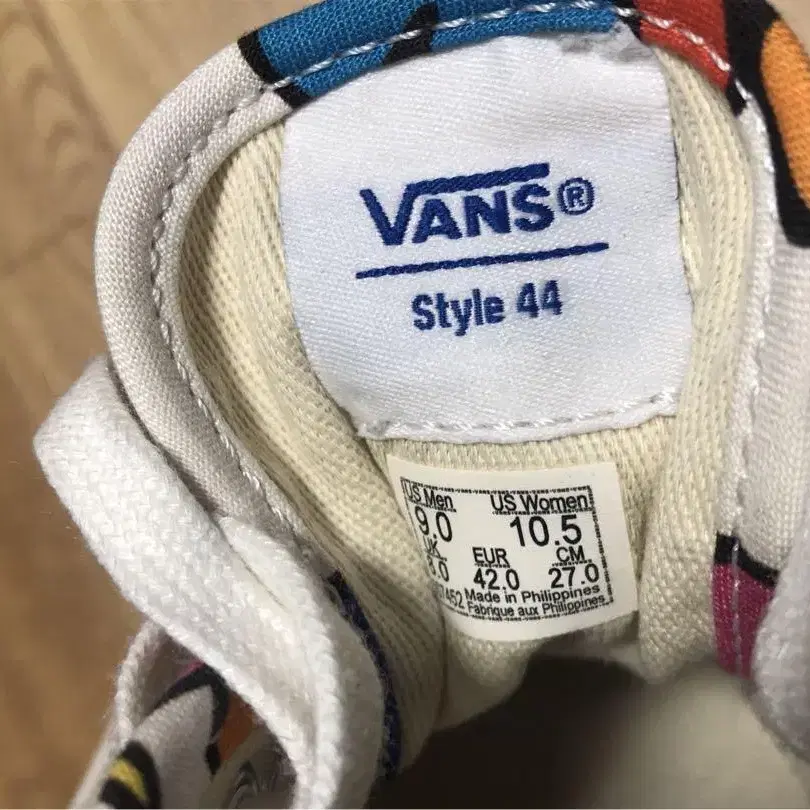 VANS®
Style 44
US Men US Women
9.0 10.5
EUR CM
42.0 27.0
Made in Philippines
Fabrique aux Philippines